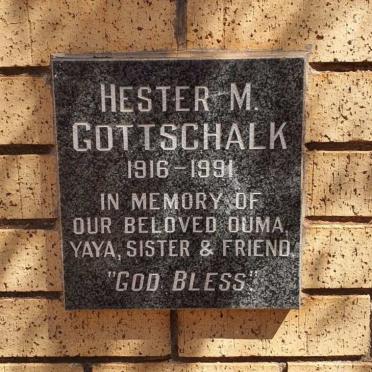 HESTER M.
GOTTSCHALK
1916-1991
IN MEMORY OF
OUR BELOVED OUMA,
YAYA, SISTER & FRIEND.
"GOD BLESS".